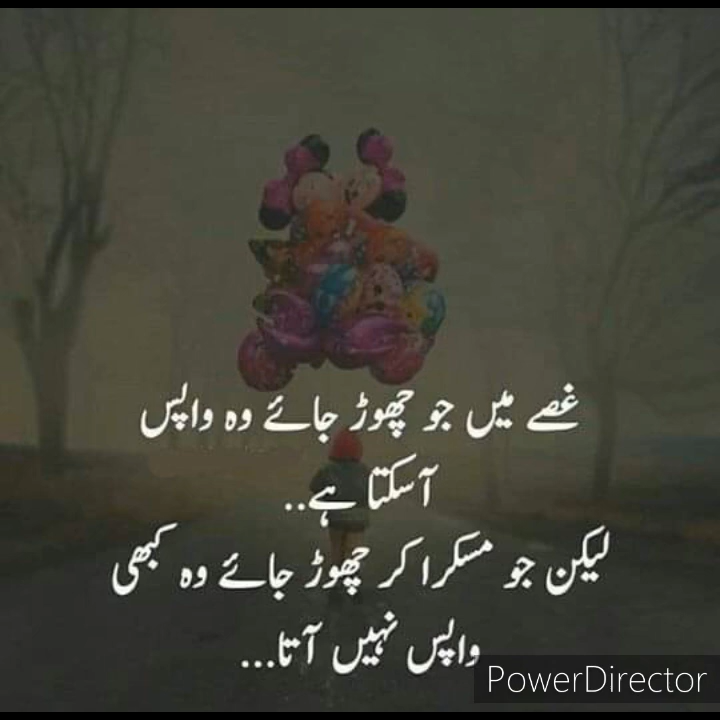 غصے میں جو چھوڑ جائے وہ واپس
آسکتا ہے..
لیکن جو مسکرا کر چھوڑ جائے وہ کبھی
واپس نہیں آتا...
PowerDirector